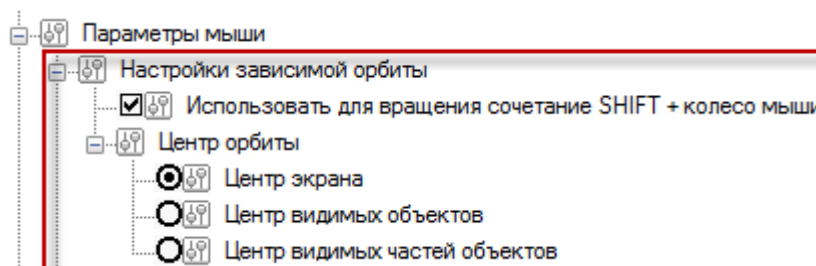 Параметры мыши
Настройки зависимой орбиты
Использовать для вращения сочетание SHIFT + колесо мыши
Центр орбиты
Центр экрана
Центр видимых объектов
Центр видимых частей объектов